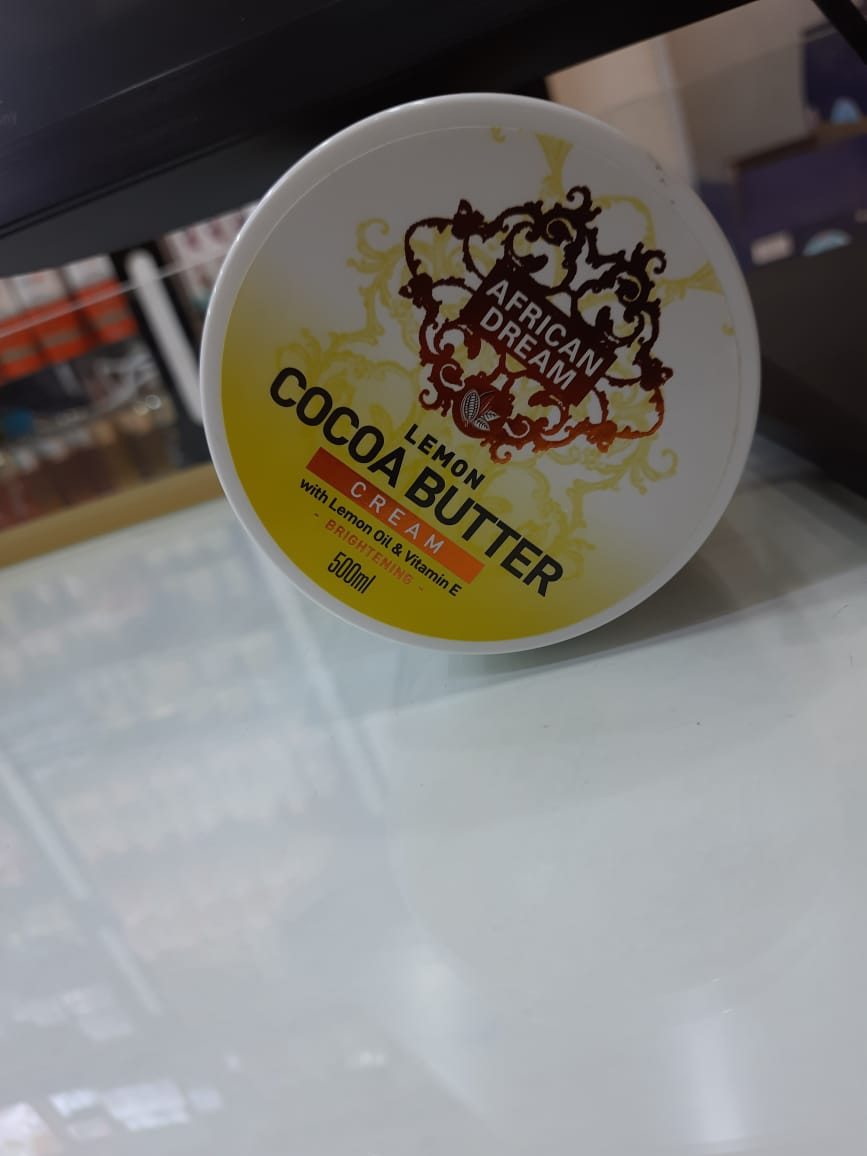 AFRICAN
DREAM
LEMON
COCOA BUTTER
CREAM
with Lemon Oil & Vitamin E
- BRIGHTENING -
500ml